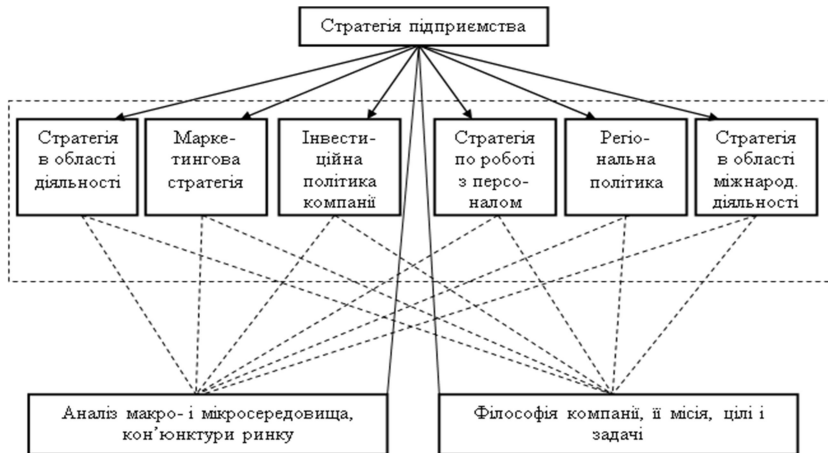 Стратегія підприємства
Стратегія
в області
діяльності
Марке-
тингова
стратегія
Інвести-
ційна
політика
компанії
Стратегія
по роботі
з персо-
налом
Регіо-
нальна
політика
Стратегія
в області
міжнарод.
діяльності
Аналіз макро- і мікросередовища,
кон’юнктури ринку
Філософія компанії, її місія, цілі і
задачі